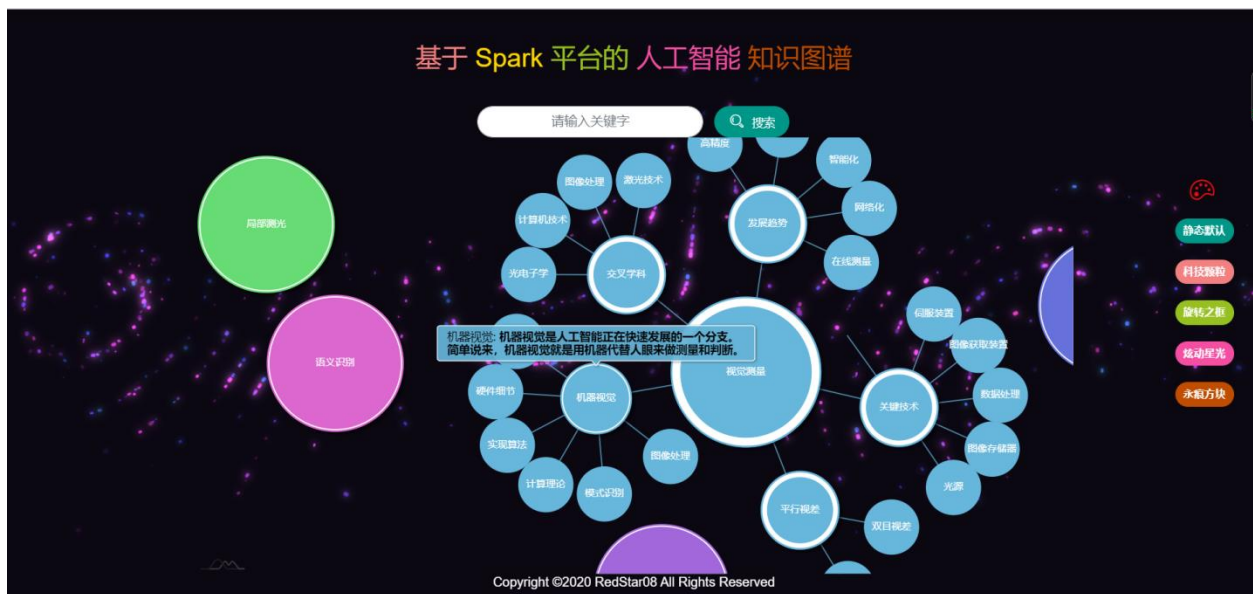 基于 Spark 平台的 人工智能 知识图谱
请输入关键字
搜索
高精度
智能化
网络化
在线测量
发展趋势
图像处理
激光技术
计算机技术
光电子学
交叉学科
局部测光
语义识别
机器视觉: 机器视觉是人工智能正在快速发展的一个分支。
简单说来，机器视觉就是用机器代替人眼来做测量和判断。
视觉测量
硬件细节
机器视觉
实现算法
计算理论
模式识别
图像处理
伺服装置
图像获取装置
数据处理
关键技术
图像存储器
光源
平行视差
双目视差
静态默认
科技颗粒
旋转之框
炫动星光
永痕方块
Copyright ©2020 RedStar08 All Rights Reserved